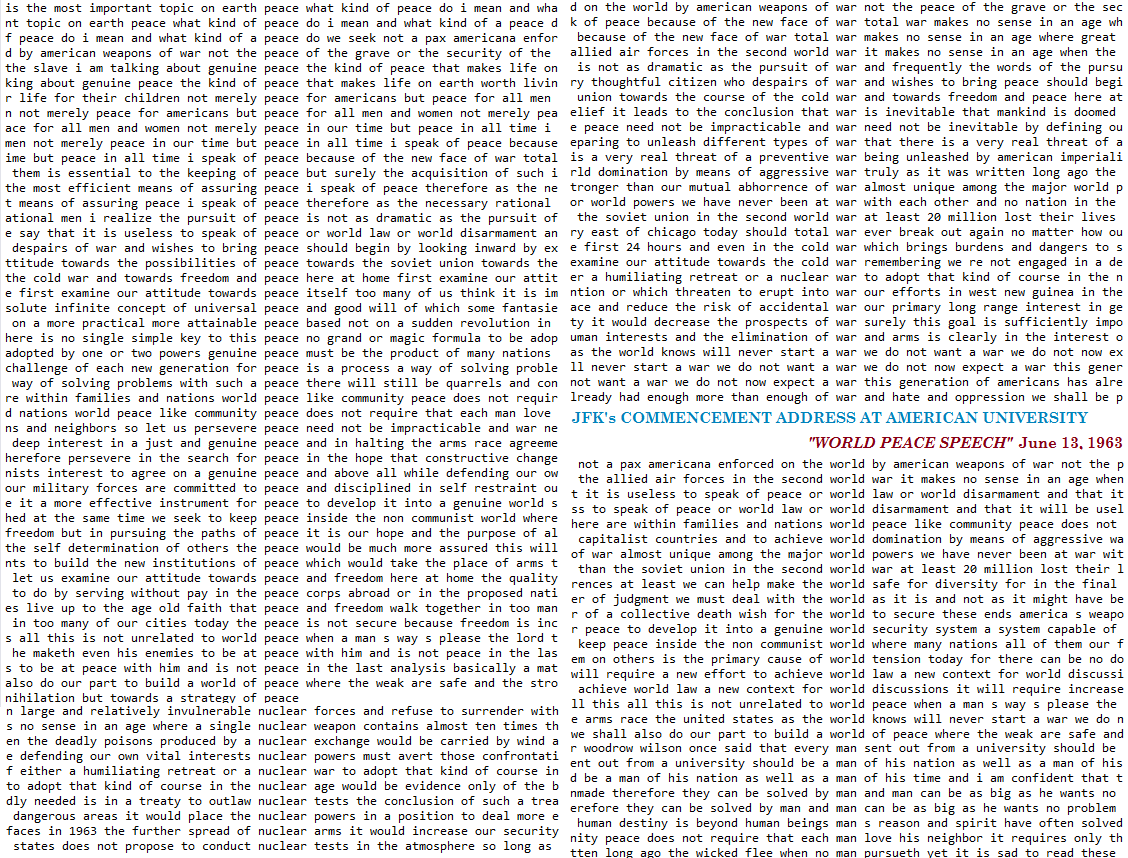 is the most important topic on earth peace what kind of peace do i mean and wha
nt topic on earth peace what kind of peace do i mean and what kind of a peace d
f peace do i mean and what kind of a peace do we seek not a pax americana enfor
d by american weapons of war not the peace of the grave or the security of the
the slave i am talking about genuine peace the kind of peace that makes life on
king about genuine peace the kind of peace that makes life on earth worth livin
r life for their children not merely peace for americans but peace for all men
n not merely peace for americans but peace for all men and women not merely pea
ace for all men and women not merely peace in our time but peace in all time i
men not merely peace in our time but peace in all time i speak of peace because
ime but peace in all time i speak of peace because of the new face of war total
them is essential to the keeping of peace but surely the acquisition of such i
the most efficient means of assuring peace i speak of peace therefore as the ne
t means of assuring peace i speak of peace therefore as the necessary rational
ational men i realize the pursuit of peace is not as dramatic as the pursuit of
e say that it is useless to speak of peace or world law or world disarmament an
despairs of war and wishes to bring peace should begin by looking inward by ex
ttitude towards the possibilities of peace towards the soviet union towards the
the cold war and towards freedom and peace here at home first examine our attit
e first examine our attitude towards peace itself too many of us think it is im
solute infinite concept of universal peace and good will of which some fantasie
on a more practical more attainable peace based not on a sudden revolution in
here is no single simple key to this peace no grand or magic formula to be adop
adopted by one or two powers genuine peace must be the product of many nations
challenge of each new generation for peace is a process a way of solving proble
way of solving problems with such a peace there will still be quarrels and con
re within families and nations world peace like community peace does not requir
d nations world peace like community peace does not require that each man love
ns and neighbors so let us persevere peace need not be impracticable and war ne
deep interest in a just and genuine peace and in halting the arms race agreeme
herefore persevere in the search for peace in the hope that constructive change
nists interest to agree on a genuine peace and above all while defending our ow
our military forces are committed to peace and disciplined in self restraint ou
e it a more effective instrument for peace to develop it into a genuine world s
hed at the same time we seek to keep peace inside the non communist world where
freedom but in pursuing the paths of peace it is our hope and the purpose of al
the self determination of others the peace would be much more assured this will
nts to build the new institutions of peace which would take the place of arms t
let us examine our attitude towards peace and freedom here at home the quality
to do by serving without pay in the peace corps abroad or in the proposed nati
es live up to the age old faith that peace and freedom walk together in too man
in too many of our cities today the peace is not secure because freedom is inc
s all this is not unrelated to world peace when a man s way s please the lord t
he maketh even his enemies to be at peace with him and is not peace in the las
s to be at peace with him and is not peace in the last analysis basically a mat
also do our part to build a world of peace where the weak are safe and the stro
nihilation but towards a strategy of peace
n large and relatively invulnerable nuclear forces and refuse to surrender with
s no sense in an age where a single nuclear weapon contains almost ten times th
en the deadly poisons produced by a nuclear exchange would be carried by wind a
e defending our own vital interests nuclear powers must avert those confrontati
f either a humiliating retreat or a nuclear war to adopt that kind of course in
to adopt that kind of course in the nuclear age would be evidence only of the b
dly needed is in a treaty to outlaw nuclear tests the conclusion of such a trea
dangerous areas it would place the nuclear powers in a position to deal more e
faces in 1963 the further spread of nuclear arms it would increase our security
states does not propose to conduct nuclear tests in the atmosphere so long as
d on the world by american weapons of war not the peace of the grave or the sec
k of peace because of the new face of war total war makes no sense in an age wh
because of the new face of war total war makes no sense in an age where great
allied air forces in the second world war it makes no sense in an age when the
is not as dramatic as the pursuit of war and frequently the words of the pursu
ry thoughtful citizen who despairs of war and wishes to bring peace should begi
union towards the course of the cold war and towards freedom and peace here at
elief it leads to the conclusion that war is inevitable that mankind is doomed
e peace need not be impracticable and war need not be inevitable by defining ou
eparing to unleash different types of war that there is a very real threat of a
is a very real threat of a preventive war being unleashed by american imperiali
rld domination by means of aggressive war truly as it was written long ago the
tronger than our mutual abhorrence of war almost unique among the major world p
or world powers we have never been at war with each other and no nation in the
the soviet union in the second world war at least 20 million lost their lives
ry east of chicago today should total war ever break out again no matter how ou
e first 24 hours and even in the cold war which brings burdens and dangers to s
examine our attitude towards the cold war remembering we re not engaged in a de
er a humiliating retreat or a nuclear war to adopt that kind of course in the n
ntion or which threaten to erupt into war our efforts in west new guinea in the
ace and reduce the risk of accidental war our primary long range interest in ge
ty it would decrease the prospects of war surely this goal is sufficiently impo
uman interests and the elimination of war and arms is clearly in the interest o
as the world knows will never start a war we do not want a war we do not now ex
ll never start a war we do not want a war we do not now expect a war this gener
not want a war we do not now expect a war this generation of americans has alre
lready had enough more than enough of war and hate and oppression we shall be p
JFK's COMMENCEMENT ADDRESS AT AMERICAN UNIVERSITY
"WORLD PEACE SPEECH" June 13, 1963
not a pax americana enforced on the world by american weapons of war not the p
the allied air forces in the second world war it makes no sense in an age when
t it is useless to speak of peace or world law or world disarmament and that it
ss to speak of peace or world law or world disarmament and that it will be usel
here are within families and nations world peace like community peace does not
capitalist countries and to achieve world domination by means of aggressive wa
of war almost unique among the major world powers we have never been at war wit
than the soviet union in the second world war at least 20 million lost their l
rences at least we can help make the world safe for diversity for in the final
er of judgment we must deal with the world as it is and not as it might have be
r of a collective death wish for the world to secure these ends america s weapo
r peace to develop it into a genuine world security system a system capable of
keep peace inside the non communist world where many nations all of them our f
em on others is the primary cause of world tension today for there can be no do
will require a new effort to achieve world law a new context for world discussi
achieve world law a new context for world discussions it will require increase
ll this all this is not unrelated to world peace when a man s way s please the
e arms race the united states as the world knows will never start a war we do n
we shall also do our part to build a world of peace where the weak are safe and
r woodrow wilson once said that every man sent out from a university should be
ent out from a university should be a man of his nation as well as a man of his
d be a man of his nation as well as a man of his time and i am confident that t
nmade therefore they can be solved by man and man can be as big as he wants no
erefore they can be solved by man and man can be as big as he wants no problem
human destiny is beyond human beings man s reason and spirit have often solved
nity peace does not require that each man love his neighbor it requires only th
tten long ago the wicked flee when no man pursueth yet it is sad to read these